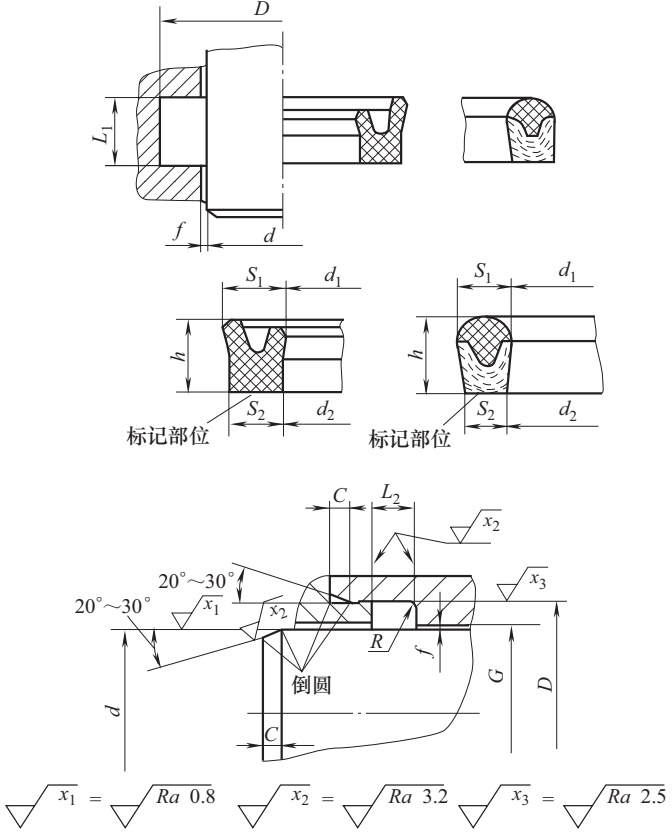 D
L1
f d
S1 d1
h
S2 d2
标记部位
S1 d1
h
S2 d2
标记部位
C L2
x2
20°～30°
x3
20°～30°
x1
x2
R
f
G
D
倒圆
d
C
x1 = Ra 0.8 x2 = Ra 3.2 x3 = Ra 2.5